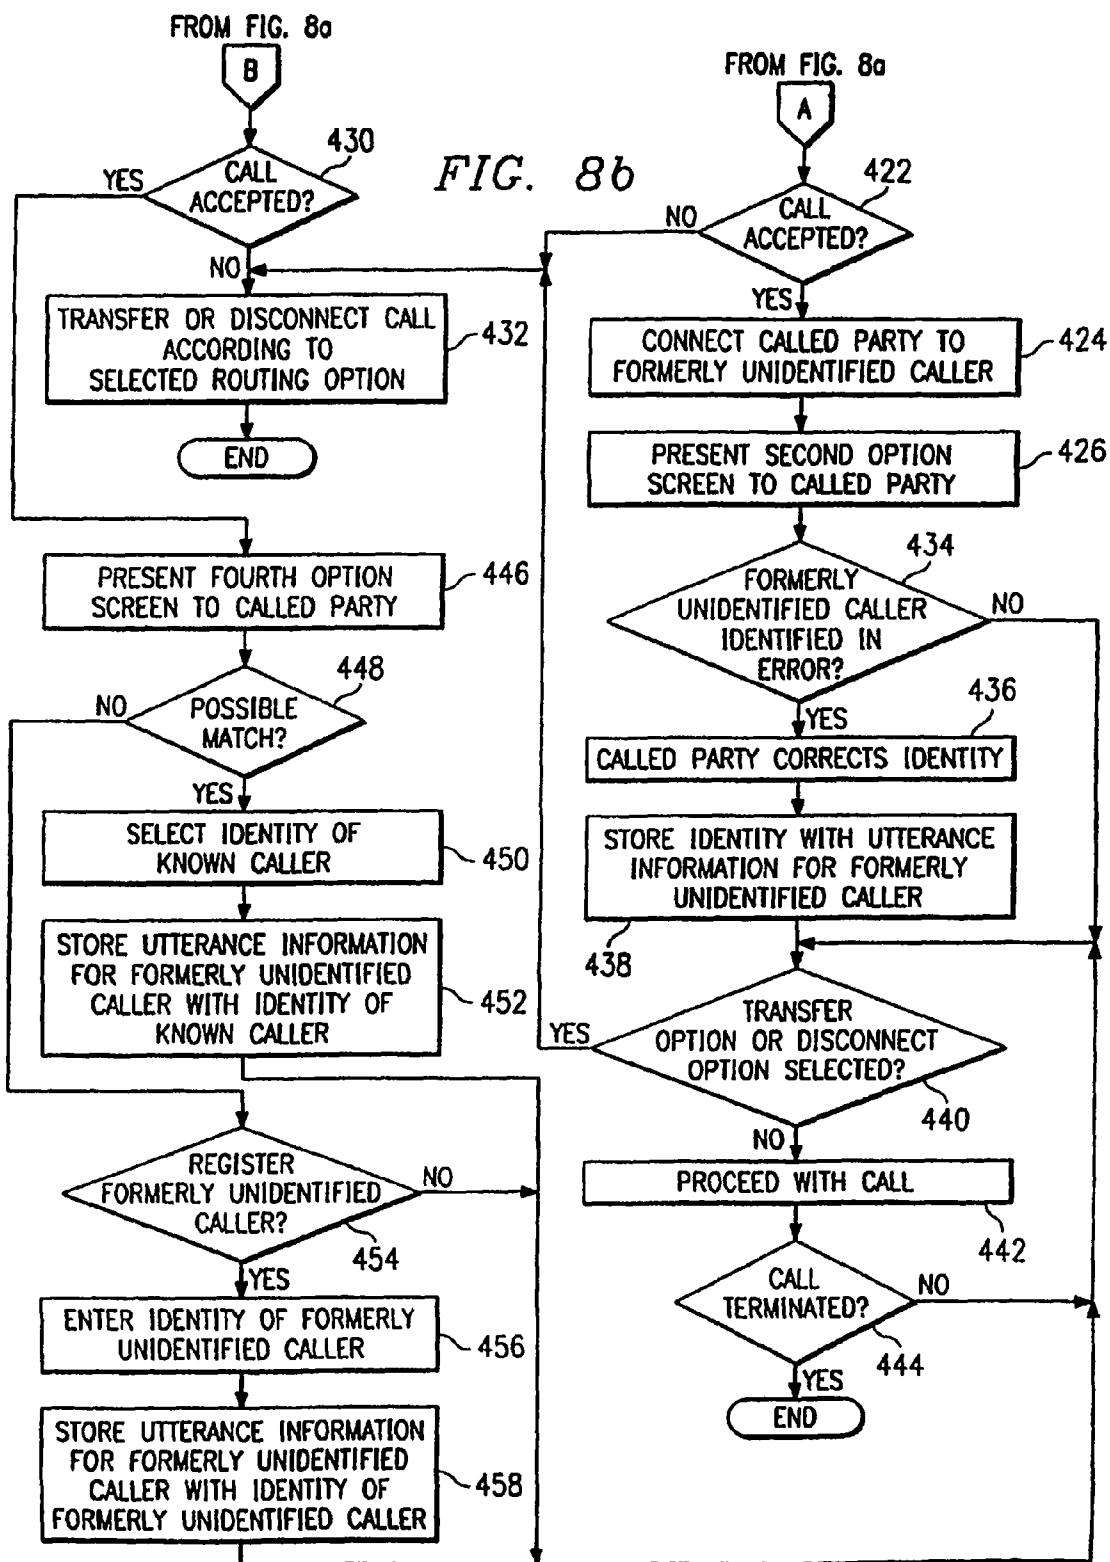 FROM FIG. 8a
B
430
CALL
ACCEPTED?
YES
NO
FIG. 8b
TRANSFER OR DISCONNECT CALL
ACCORDING TO
SELECTED ROUTING OPTION
432
END
PRESENT FOURTH OPTION
SCREEN TO CALLED PARTY
446
448
POSSIBLE
MATCH?
NO
YES
SELECT IDENTITY OF
KNOWN CALLER
450
STORE UTTERANCE INFORMATION
FOR FORMERLY UNIDENTIFIED
CALLER WITH IDENTITY OF
KNOWN CALLER
452
REGISTER
FORMERLY UNIDENTIFIED
CALLER?
NO
454
YES
ENTER IDENTITY OF FORMERLY
UNIDENTIFIED CALLER
456
STORE UTTERANCE INFORMATION
FOR FORMERLY UNIDENTIFIED
CALLER WITH IDENTITY OF
FORMERLY UNIDENTIFIED CALLER
458
FROM FIG. 8a
A
422
CALL
ACCEPTED?
NO
YES
CONNECT CALLED PARTY TO
FORMERLY UNIDENTIFIED CALLER
424
PRESENT SECOND OPTION
SCREEN TO CALLED PARTY
426
434
FORMERLY
UNIDENTIFIED CALLER
IDENTIFIED IN
ERROR?
NO
YES
436
CALLED PARTY CORRECTS IDENTITY
STORE IDENTITY WITH UTTERANCE
INFORMATION FOR FORMERLY
UNIDENTIFIED CALLER
438
TRANSFER
OPTION OR DISCONNECT
OPTION SELECTED?
YES
440
NO
PROCEED WITH CALL
442
CALL
TERMINATED?
NO
444
YES
END